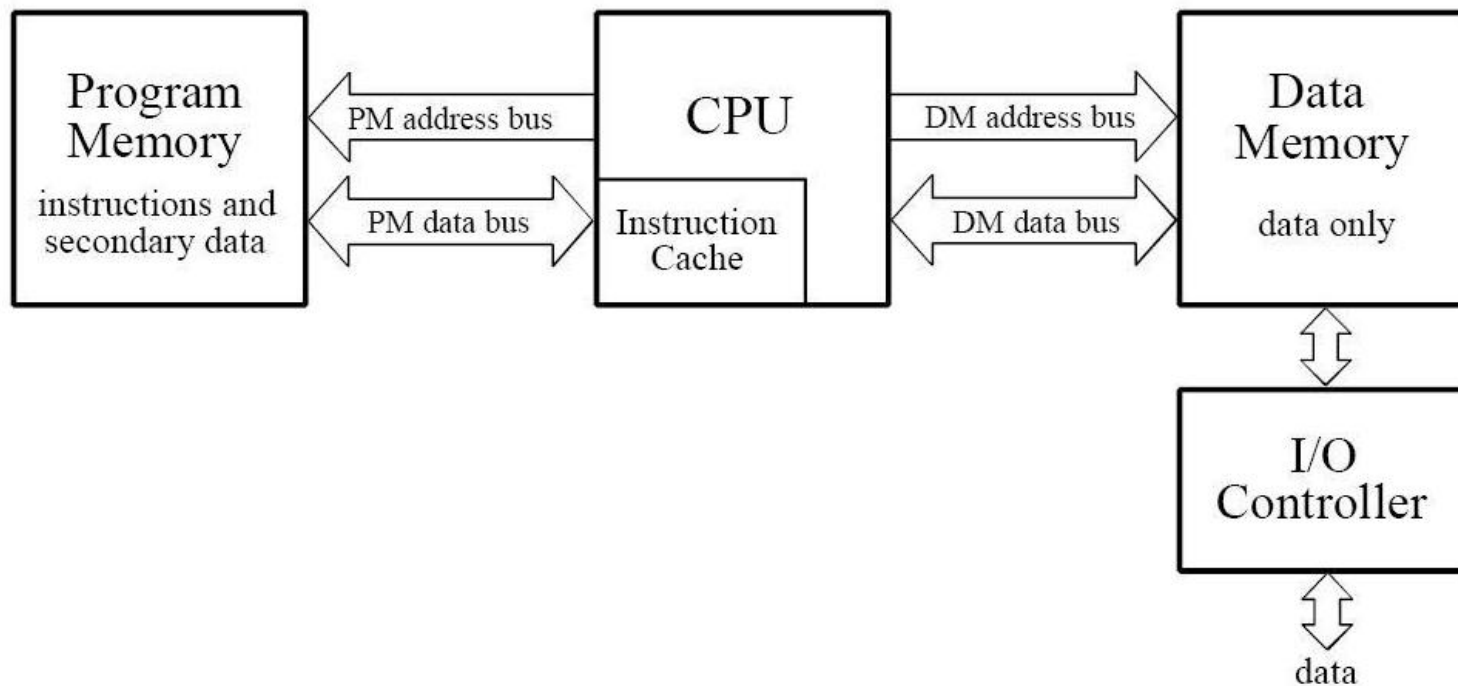 Program
Memory
instructions and
secondary data
PM address bus
PM data bus
CPU
Instruction
Cache
DM address bus
DM data bus
Data
Memory
data only
I/O
Controller
data